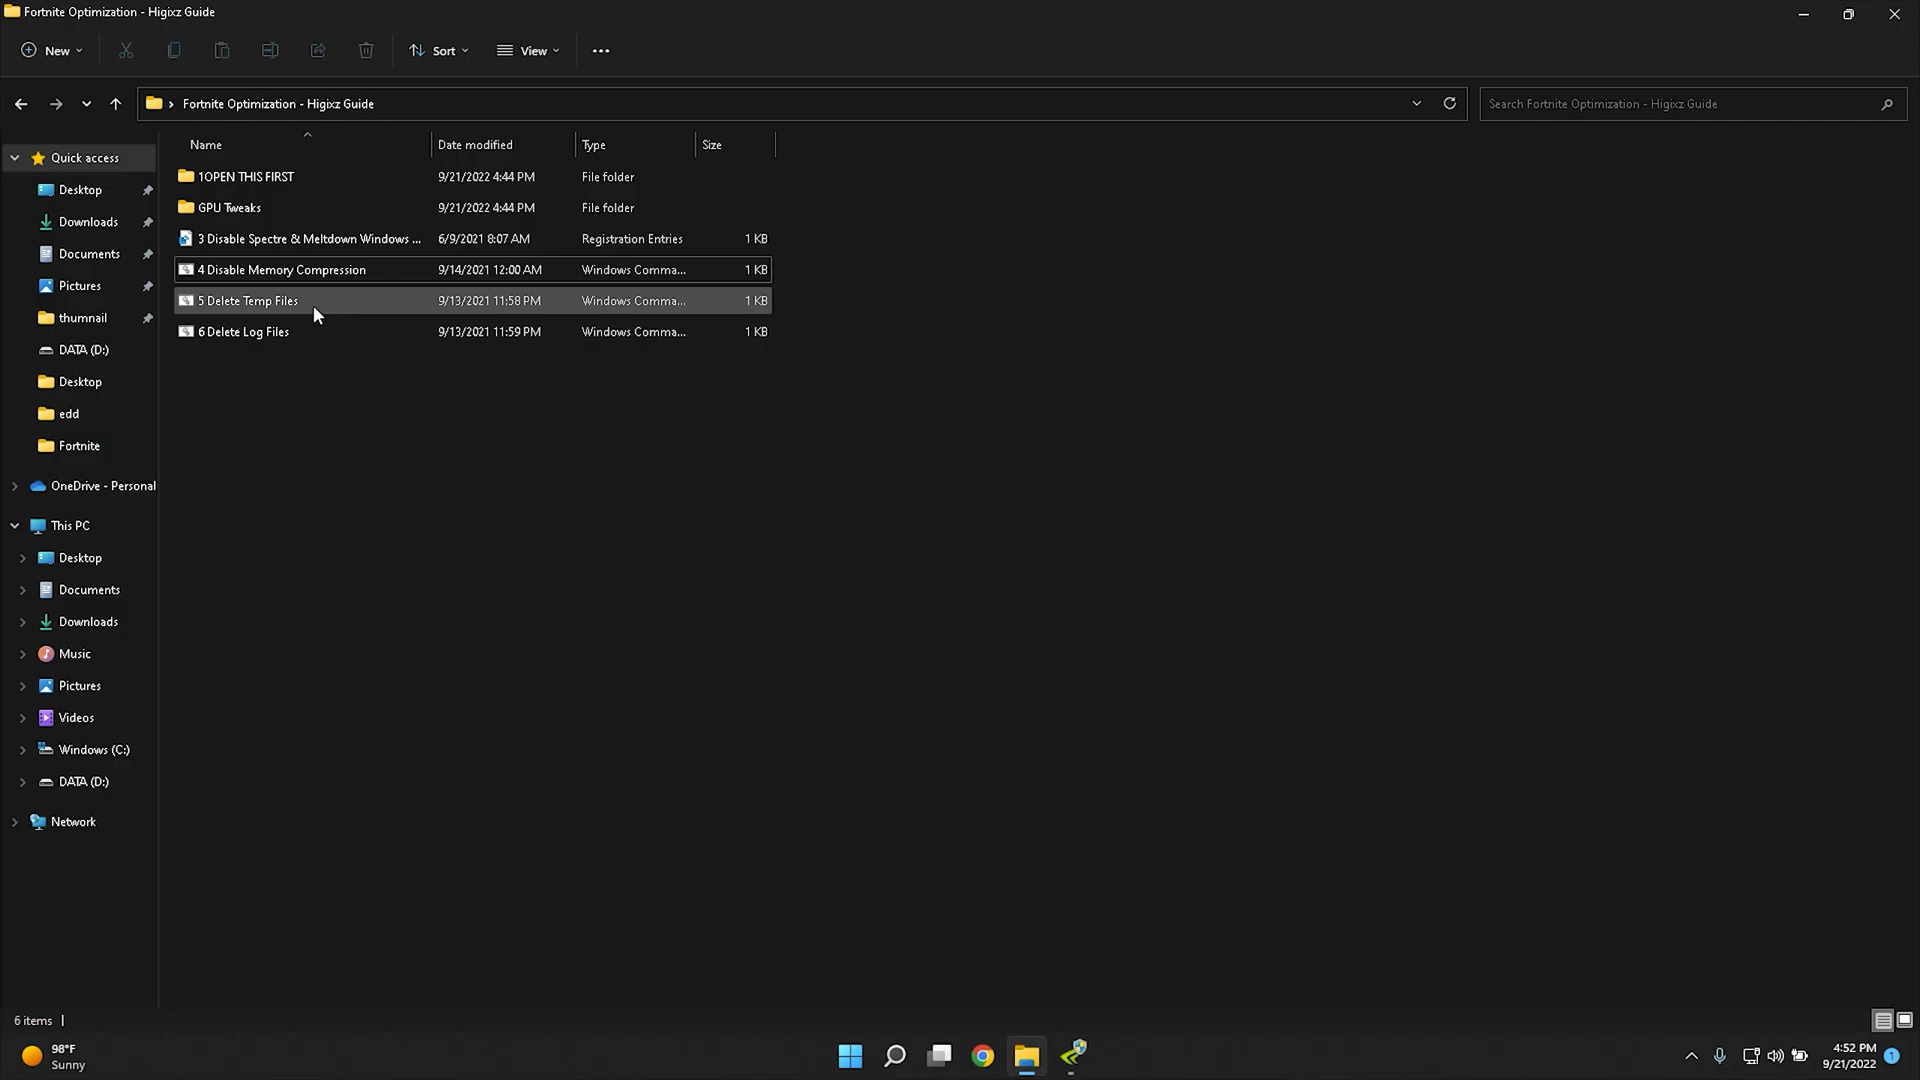 Fortnite Optimization - Higixz Guide
New
Sort
View
Fortnite Optimization - Higixz Guide
Search Fortnite Optimization - Higixz Guide
Name Date modified Type Size
1OPEN THIS FIRST 9/21/2022 4:44 PM File folder
GPU Tweaks 9/21/2022 4:44 PM File folder
3 Disable Spectre & Meltdown Windows ... 6/9/2021 8:07 AM Registration Entries 1 KB
4 Disable Memory Compression 9/14/2021 12:00 AM Windows Comma... 1 KB
5 Delete Temp Files 9/13/2021 11:58 PM Windows Comma... 1 KB
6 Delete Log Files 9/13/2021 11:59 PM Windows Comma... 1 KB
Quick access
Desktop
Downloads
Documents
Pictures
thumnail
DATA (D:)
Desktop
edd
Fortnite
OneDrive - Personal
This PC
Desktop
Documents
Downloads
Music
Pictures
Videos
Windows (C:)
DATA (D:)
Network
6 items
98°F
Sunny
4:52 PM
9/21/2022
1